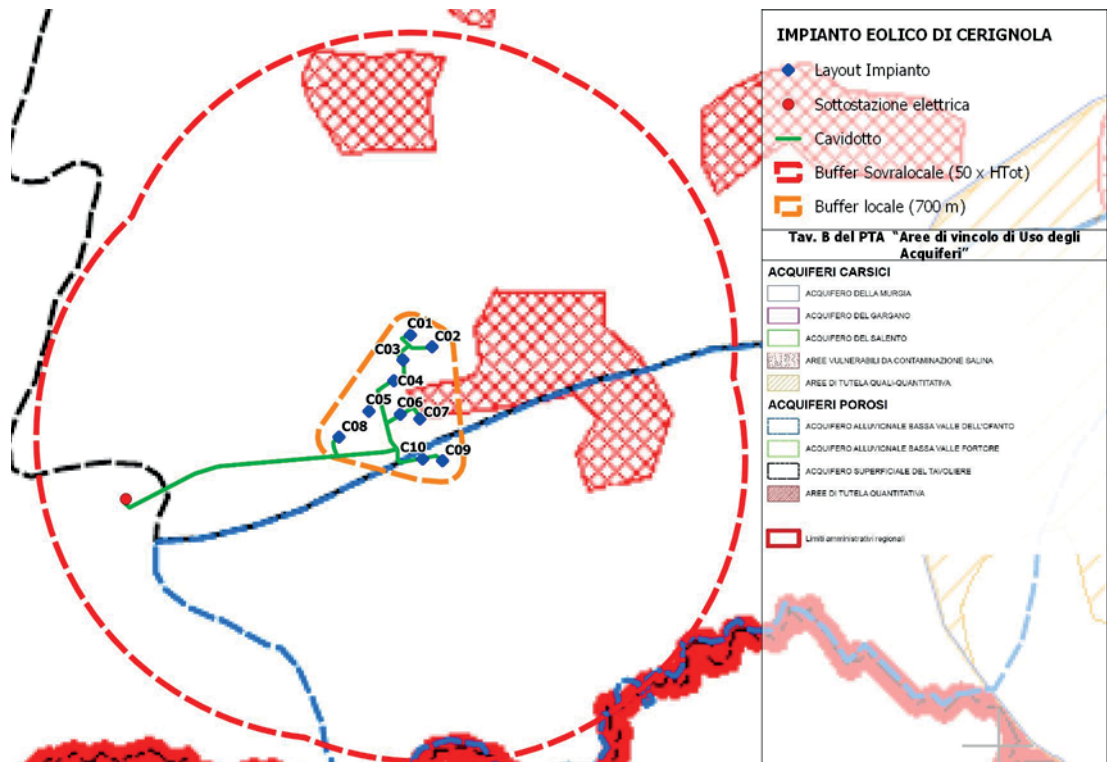 IMPIANTO EOLICO DI CERIGNOLA
Layout Impianto
Sottostazione elettrica
Cavidotto
Buffer Sovralocale (50 x HTot)
Buffer locale (700 m)
Tav. B del PTA "Aree di vincolo di Uso degli
Acquiferi"
ACQUIFERI CARSICI
ACQUIFERO DELLA MURGIA
ACQUIFERO DEL GARGANO
ACQUIFERO DEL SALENTO
AREE VULNERABILI DA CONTAMINAZIONE SALINA
AREE DI TUTELA QUALI-QUANTITATIVA
ACQUIFERI POROSI
ACQUIFERO ALLUVIONALE BASSA VALLE DELL'OFANTO
ACQUIFERO ALLUVIONALE BASSA VALLE FORTORE
ACQUIFERO SUPERFICIALE DEL TAVOLIERE
AREE DI TUTELA QUANTITATIVA
Limiti amministrativi regionali
C01
C02
C03
C04
C05
C06
C07
C08
C10
C09